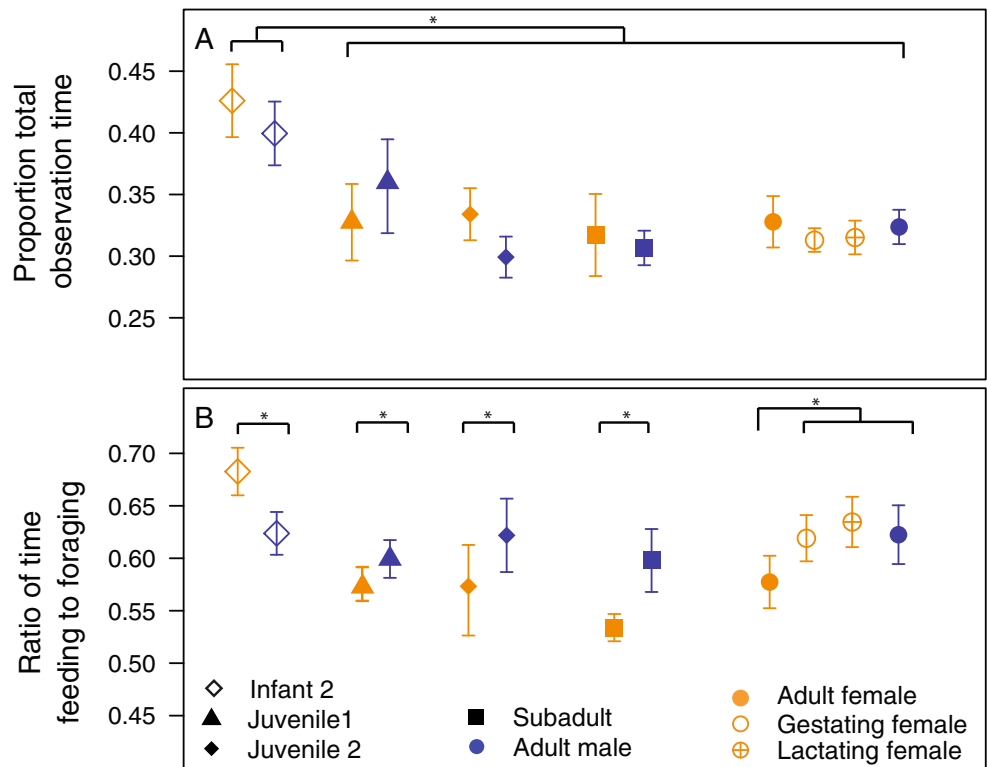 A
*
Proportion total
observation time
0.45
0.40
0.35
0.30
0.25
B
* * * * *
Ratio of time
feeding to foraging
0.70
0.65
0.60
0.55
0.50
0.45
Infant 2
Juvenile1
Juvenile 2
Subadult
Adult male
Adult female
Gestating female
Lactating female